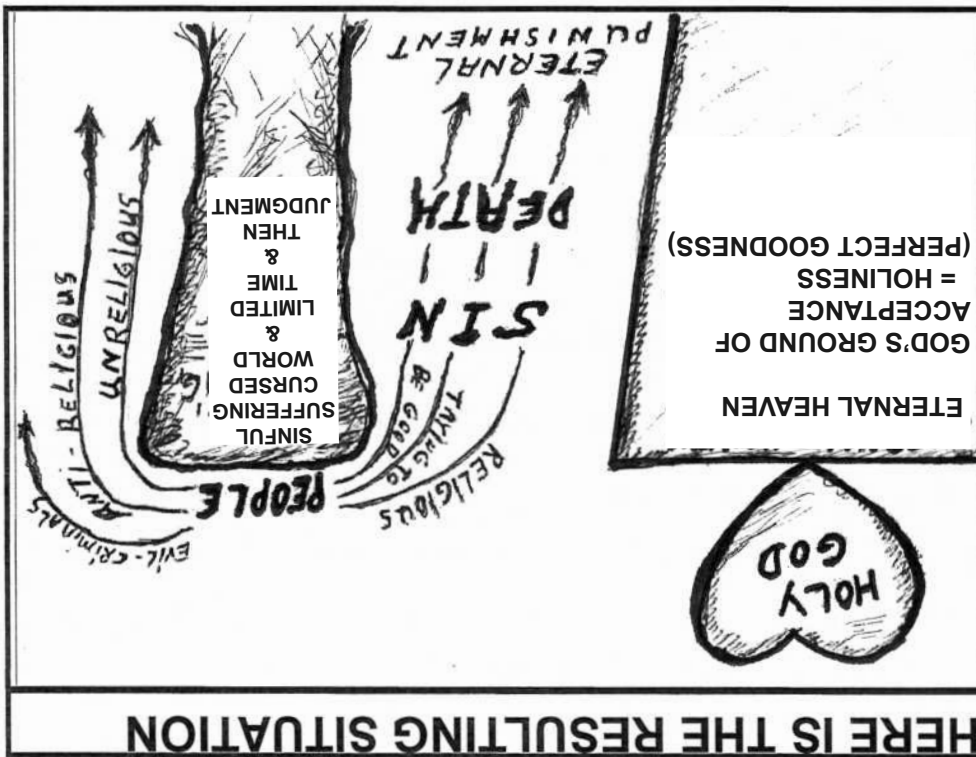 HERE IS THE RESULTING SITUATION
HOLY
GOD
ETERNAL HEAVEN
GOD'S GROUND OF
ACCEPTANCE
= HOLINESS
(PERFECT GOODNESS)
RELIGIOUS
TRYING TO
BE GOOD
SIN
DEATH
ETERNAL
PUNISHMENT
PEOPLE
SINFUL
SUFFERING
CURSED
WORLD
&
LIMITED
TIME
&
THEN
JUDGMENT
UNRELIGIOUS
ANTI-RELIGIOUS
EVIL-CRIMINALS